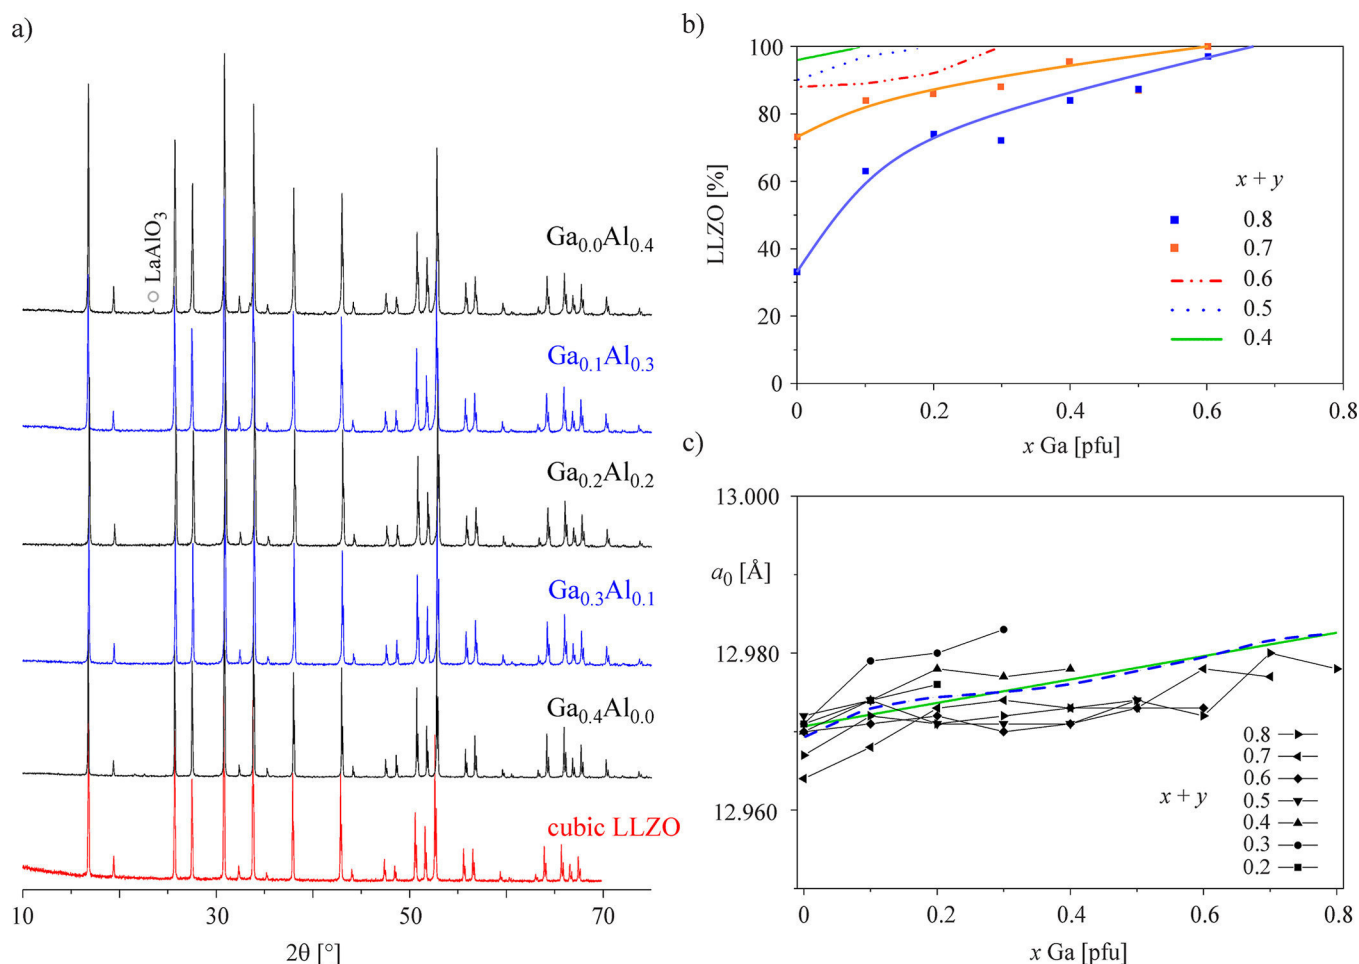 a)
LaAlO₃
Ga₀.₀Al₀.₄
Ga₀.₁Al₀.₃
Ga₀.₂Al₀.₂
Ga₀.₃Al₀.₁
Ga₀.₄Al₀.₀
cubic LLZO
10 30 50 70
2θ [°]
b)
100
80
60
40
20
0
LLZO [%]
x + y
0.8
0.7
0.6
0.5
0.4
0 0.2 0.4 0.6 0.8
x Ga [pfu]
c)
13.000
a₀ [Å]
12.980
12.960
x + y
0.8
0.7
0.6
0.5
0.4
0.3
0.2
0 0.2 0.4 0.6 0.8
x Ga [pfu]